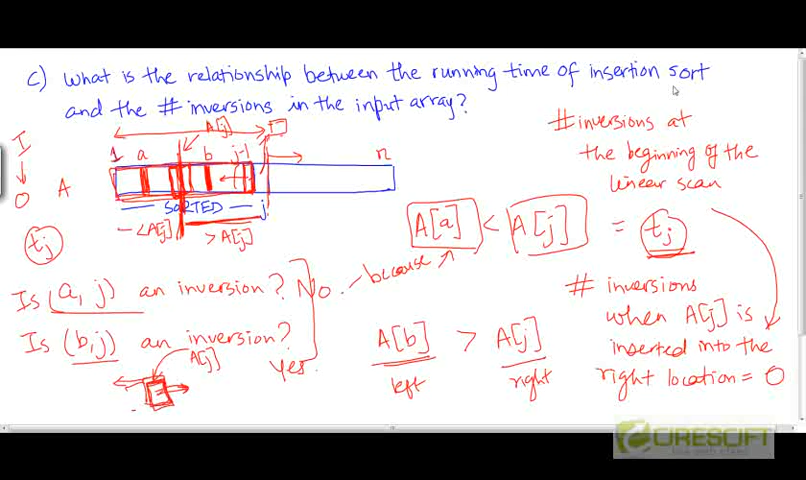 c) What is the relationship between the running time of insertion sort
and the # inversions in the input array?
A[j]
#inversions at
the beginning of the
linear scan
I
O
A
1 a b j-1 n
SORTED j
<A[j] >A[j]
tj
A[a] < A[j] = tj
Is (a, j) an inversion? No. because
Is (b,j) an inversion? Yes.
A[j]
A[b] > A[j]
left right
# inversions
when A[j] is
inserted into the
right location = 0